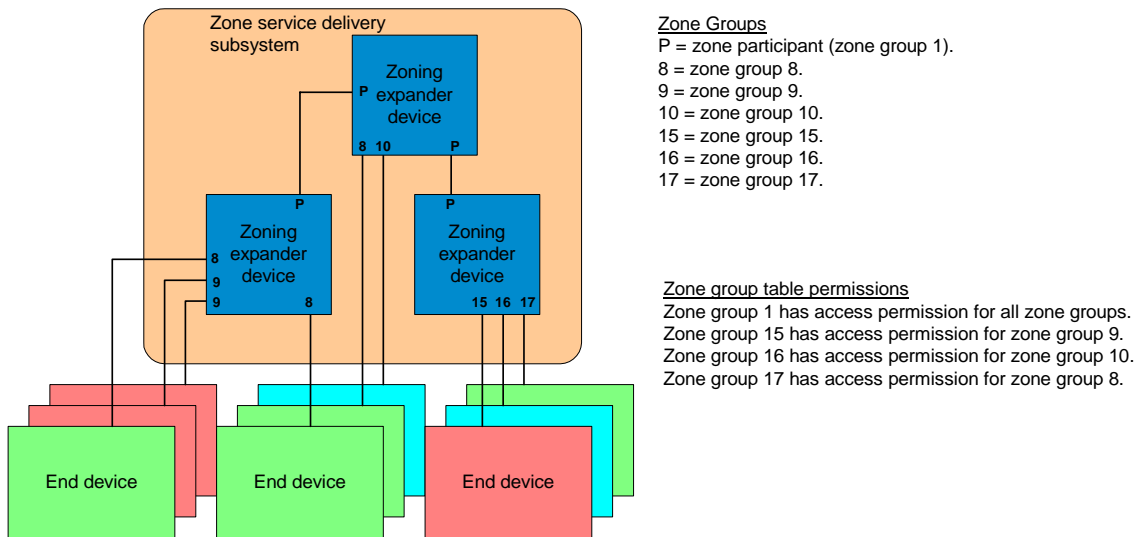 Zone service delivery
subsystem
Zoning
expander
device
P
8 10
P
P
Zoning
expander
device
8
9
9
8
P
Zoning
expander
device
15 16 17
End device
End device
End device
Zone Groups
P = zone participant (zone group 1).
8 = zone group 8.
9 = zone group 9.
10 = zone group 10.
15 = zone group 15.
16 = zone group 16.
17 = zone group 17.
Zone group table permissions
Zone group 1 has access permission for all zone groups.
Zone group 15 has access permission for zone group 9.
Zone group 16 has access permission for zone group 10.
Zone group 17 has access permission for zone group 8.